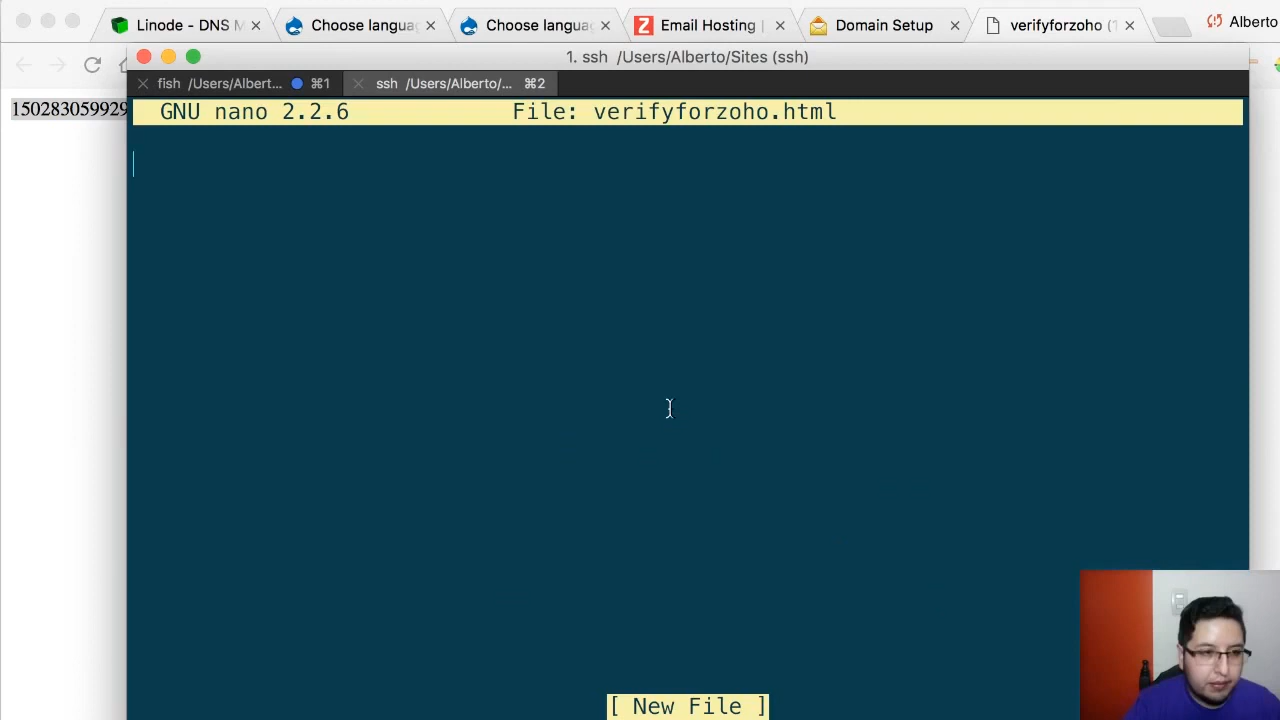 Linode - DNS M
Choose langua
Choose langua
Email Hosting |
Domain Setup
verifyforzoho (1
Alberto
1. ssh /Users/Alberto/Sites (ssh)
fish /Users/Albert... ⌘1
ssh /Users/Alberto/... ⌘2
150283059929
GNU nano 2.2.6 File: verifyforzoho.html
[ New File ]